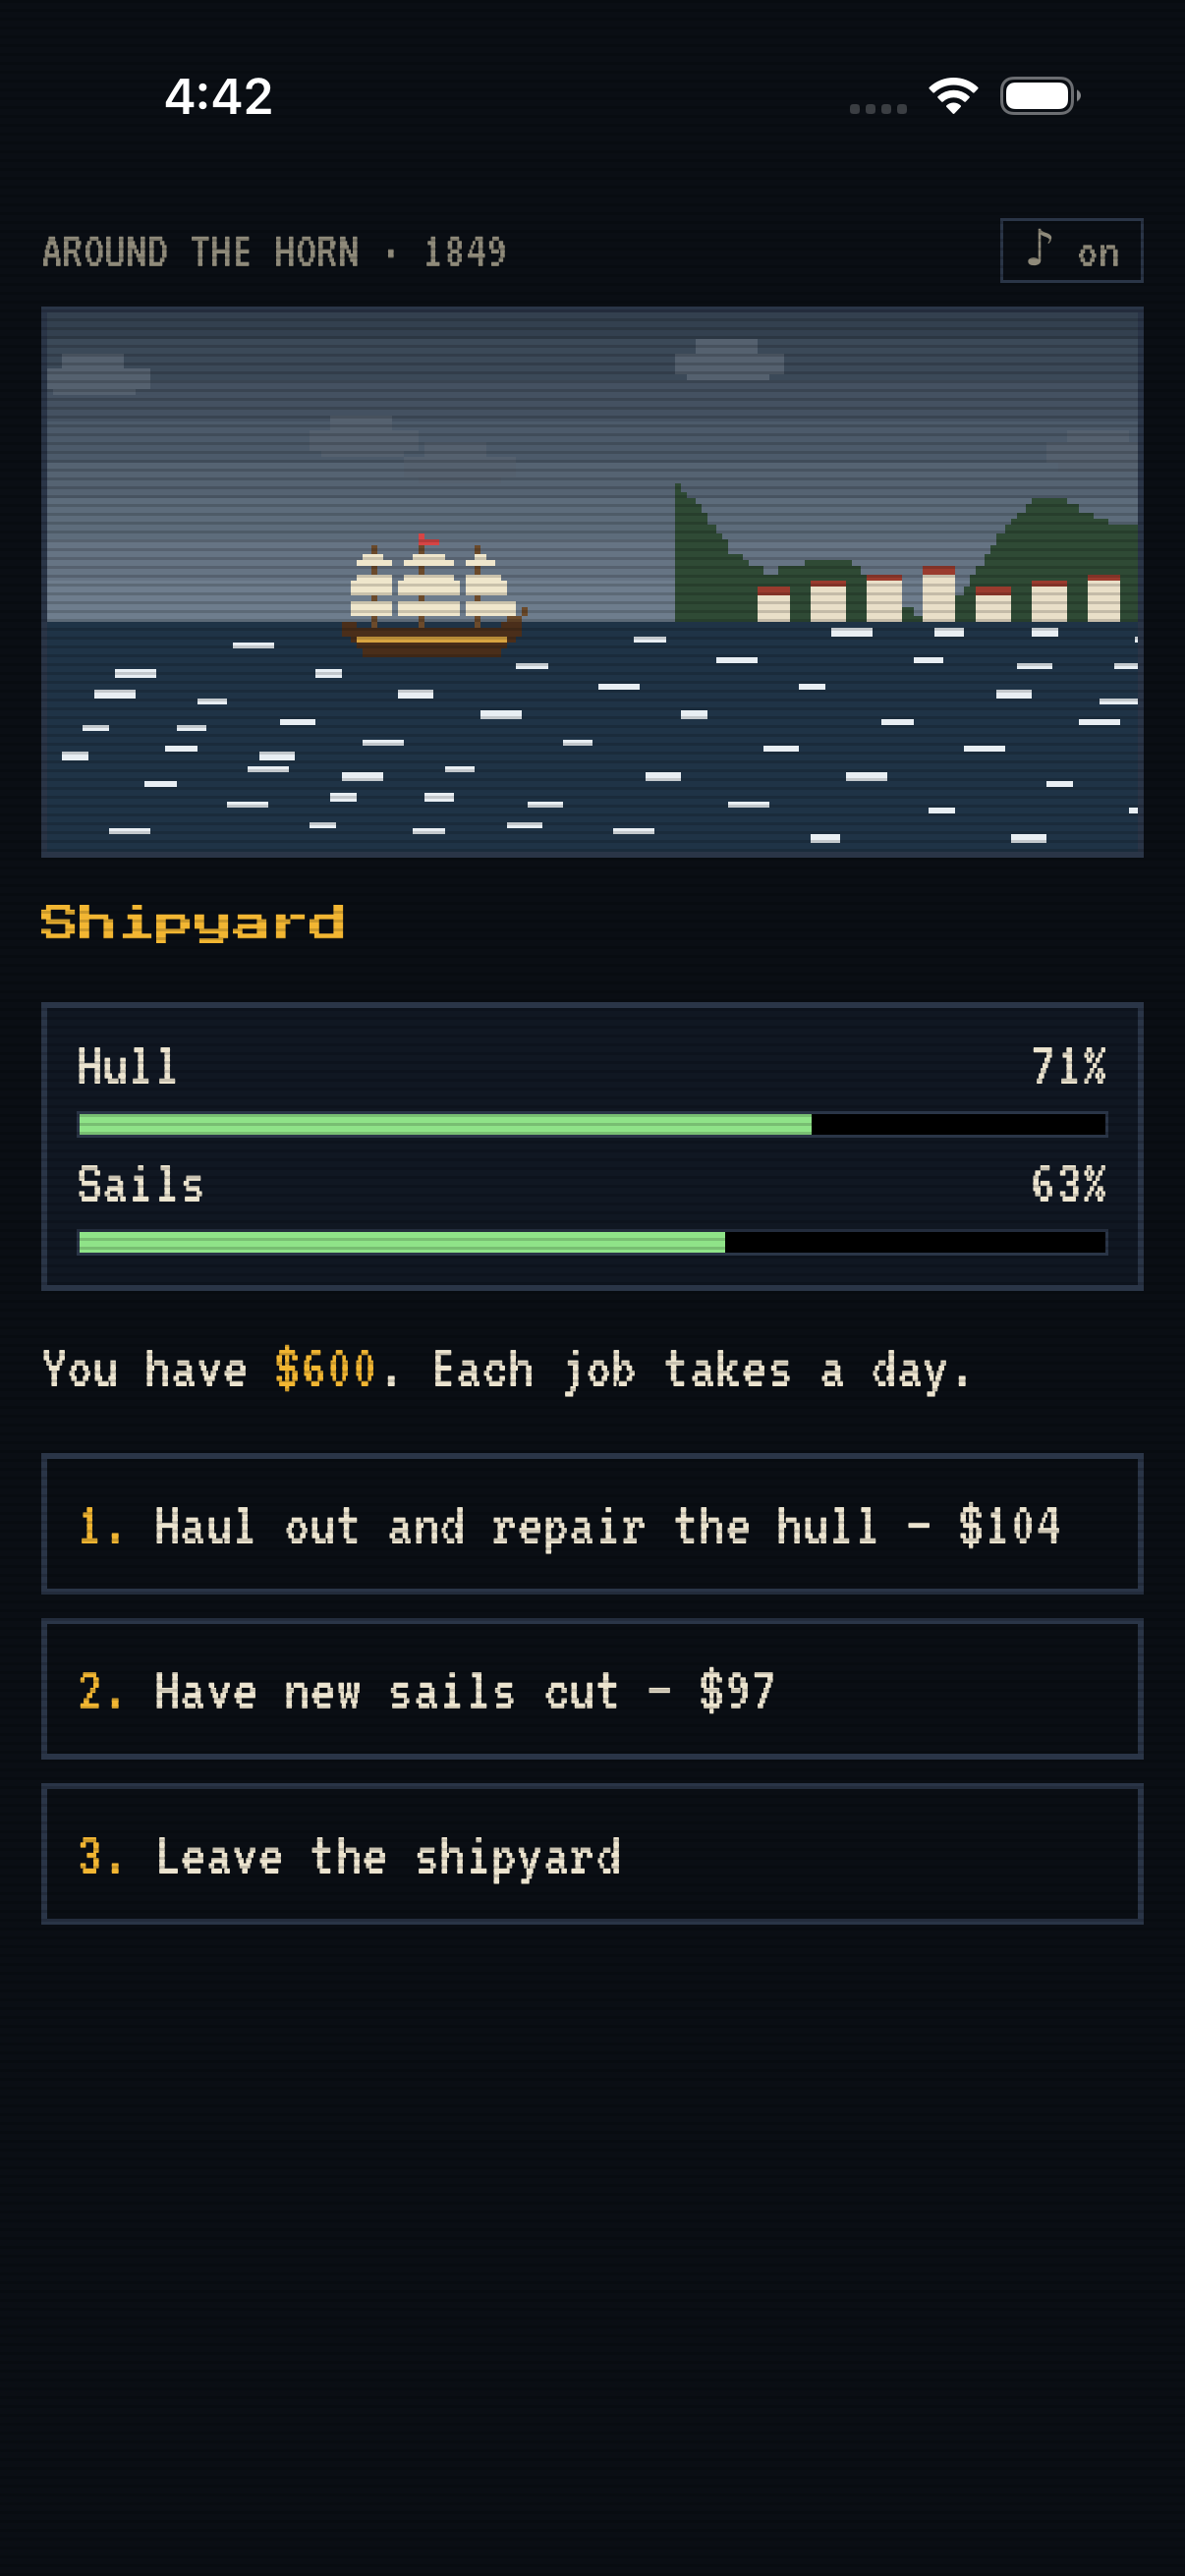 4:42
AROUND THE HORN · 1849
♪ on
Shipyard
Hull 71%
Sails 63%
You have $600. Each job takes a day.
1. Haul out and repair the hull — $104
2. Have new sails cut — $97
3. Leave the shipyard